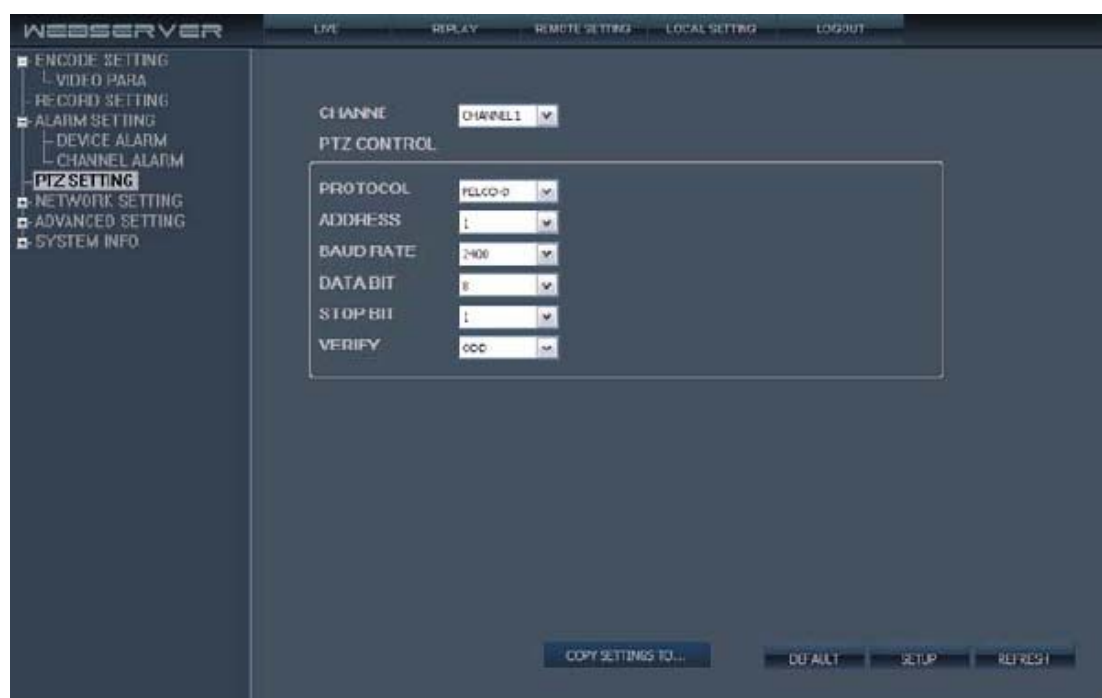 WEBSERVER
LIVE REPLAY REMOTE SETTING LOCAL SETTING LOGOUT
ENCODE SETTING
VIDEO PARA
RECORD SETTING
ALARM SETTING
DEVICE ALARM
CHANNEL ALARM
PTZ SETTING
NETWORK SETTING
ADVANCED SETTING
SYSTEM INFO
CHANNE CHANNEL1
PTZ CONTROL
PROTOCOL PELCO-D
ADDRESS 1
BAUD RATE 2400
DATA BIT 8
STOP BIT 1
VERIFY ODD
COPY SETTINGS TO... DEFAULT SETUP REFRESH